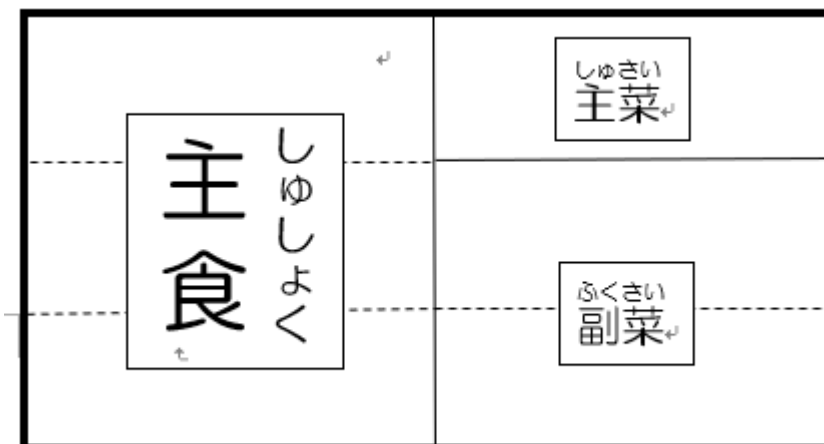 しゅしょく
主食
しゅさい
主菜
ふくさい
副菜